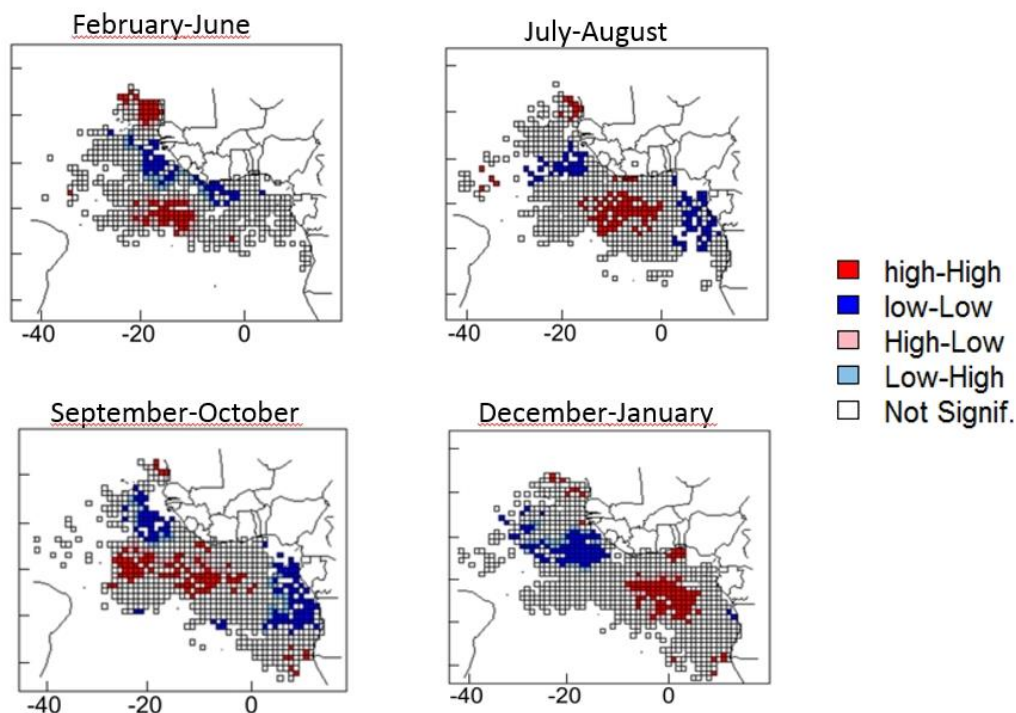 February-June
July-August
-40 -20 0
-40 -20 0
high-High
low-Low
High-Low
Low-High
Not Signif.
September-October
December-January
-40 -20 0
-40 -20 0